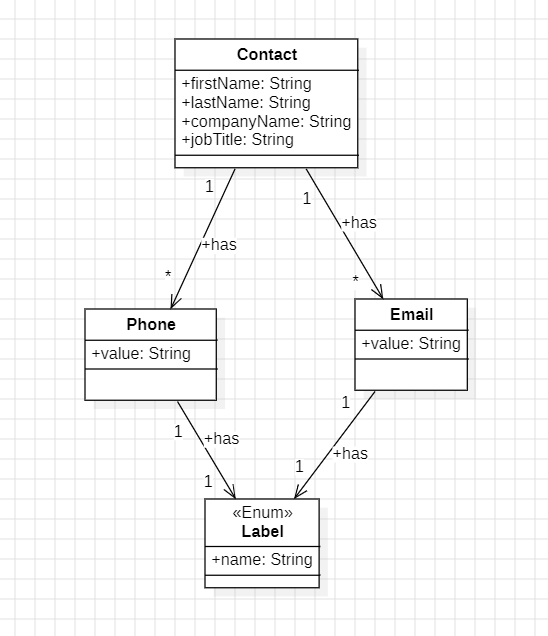 Contact
+firstName: String
+lastName: String
+companyName: String
+jobTitle: String
1
1
+has
+has
*
*
Phone
+value: String
Email
+value: String
1
1
+has
+has
1
1
«Enum»
Label
+name: String